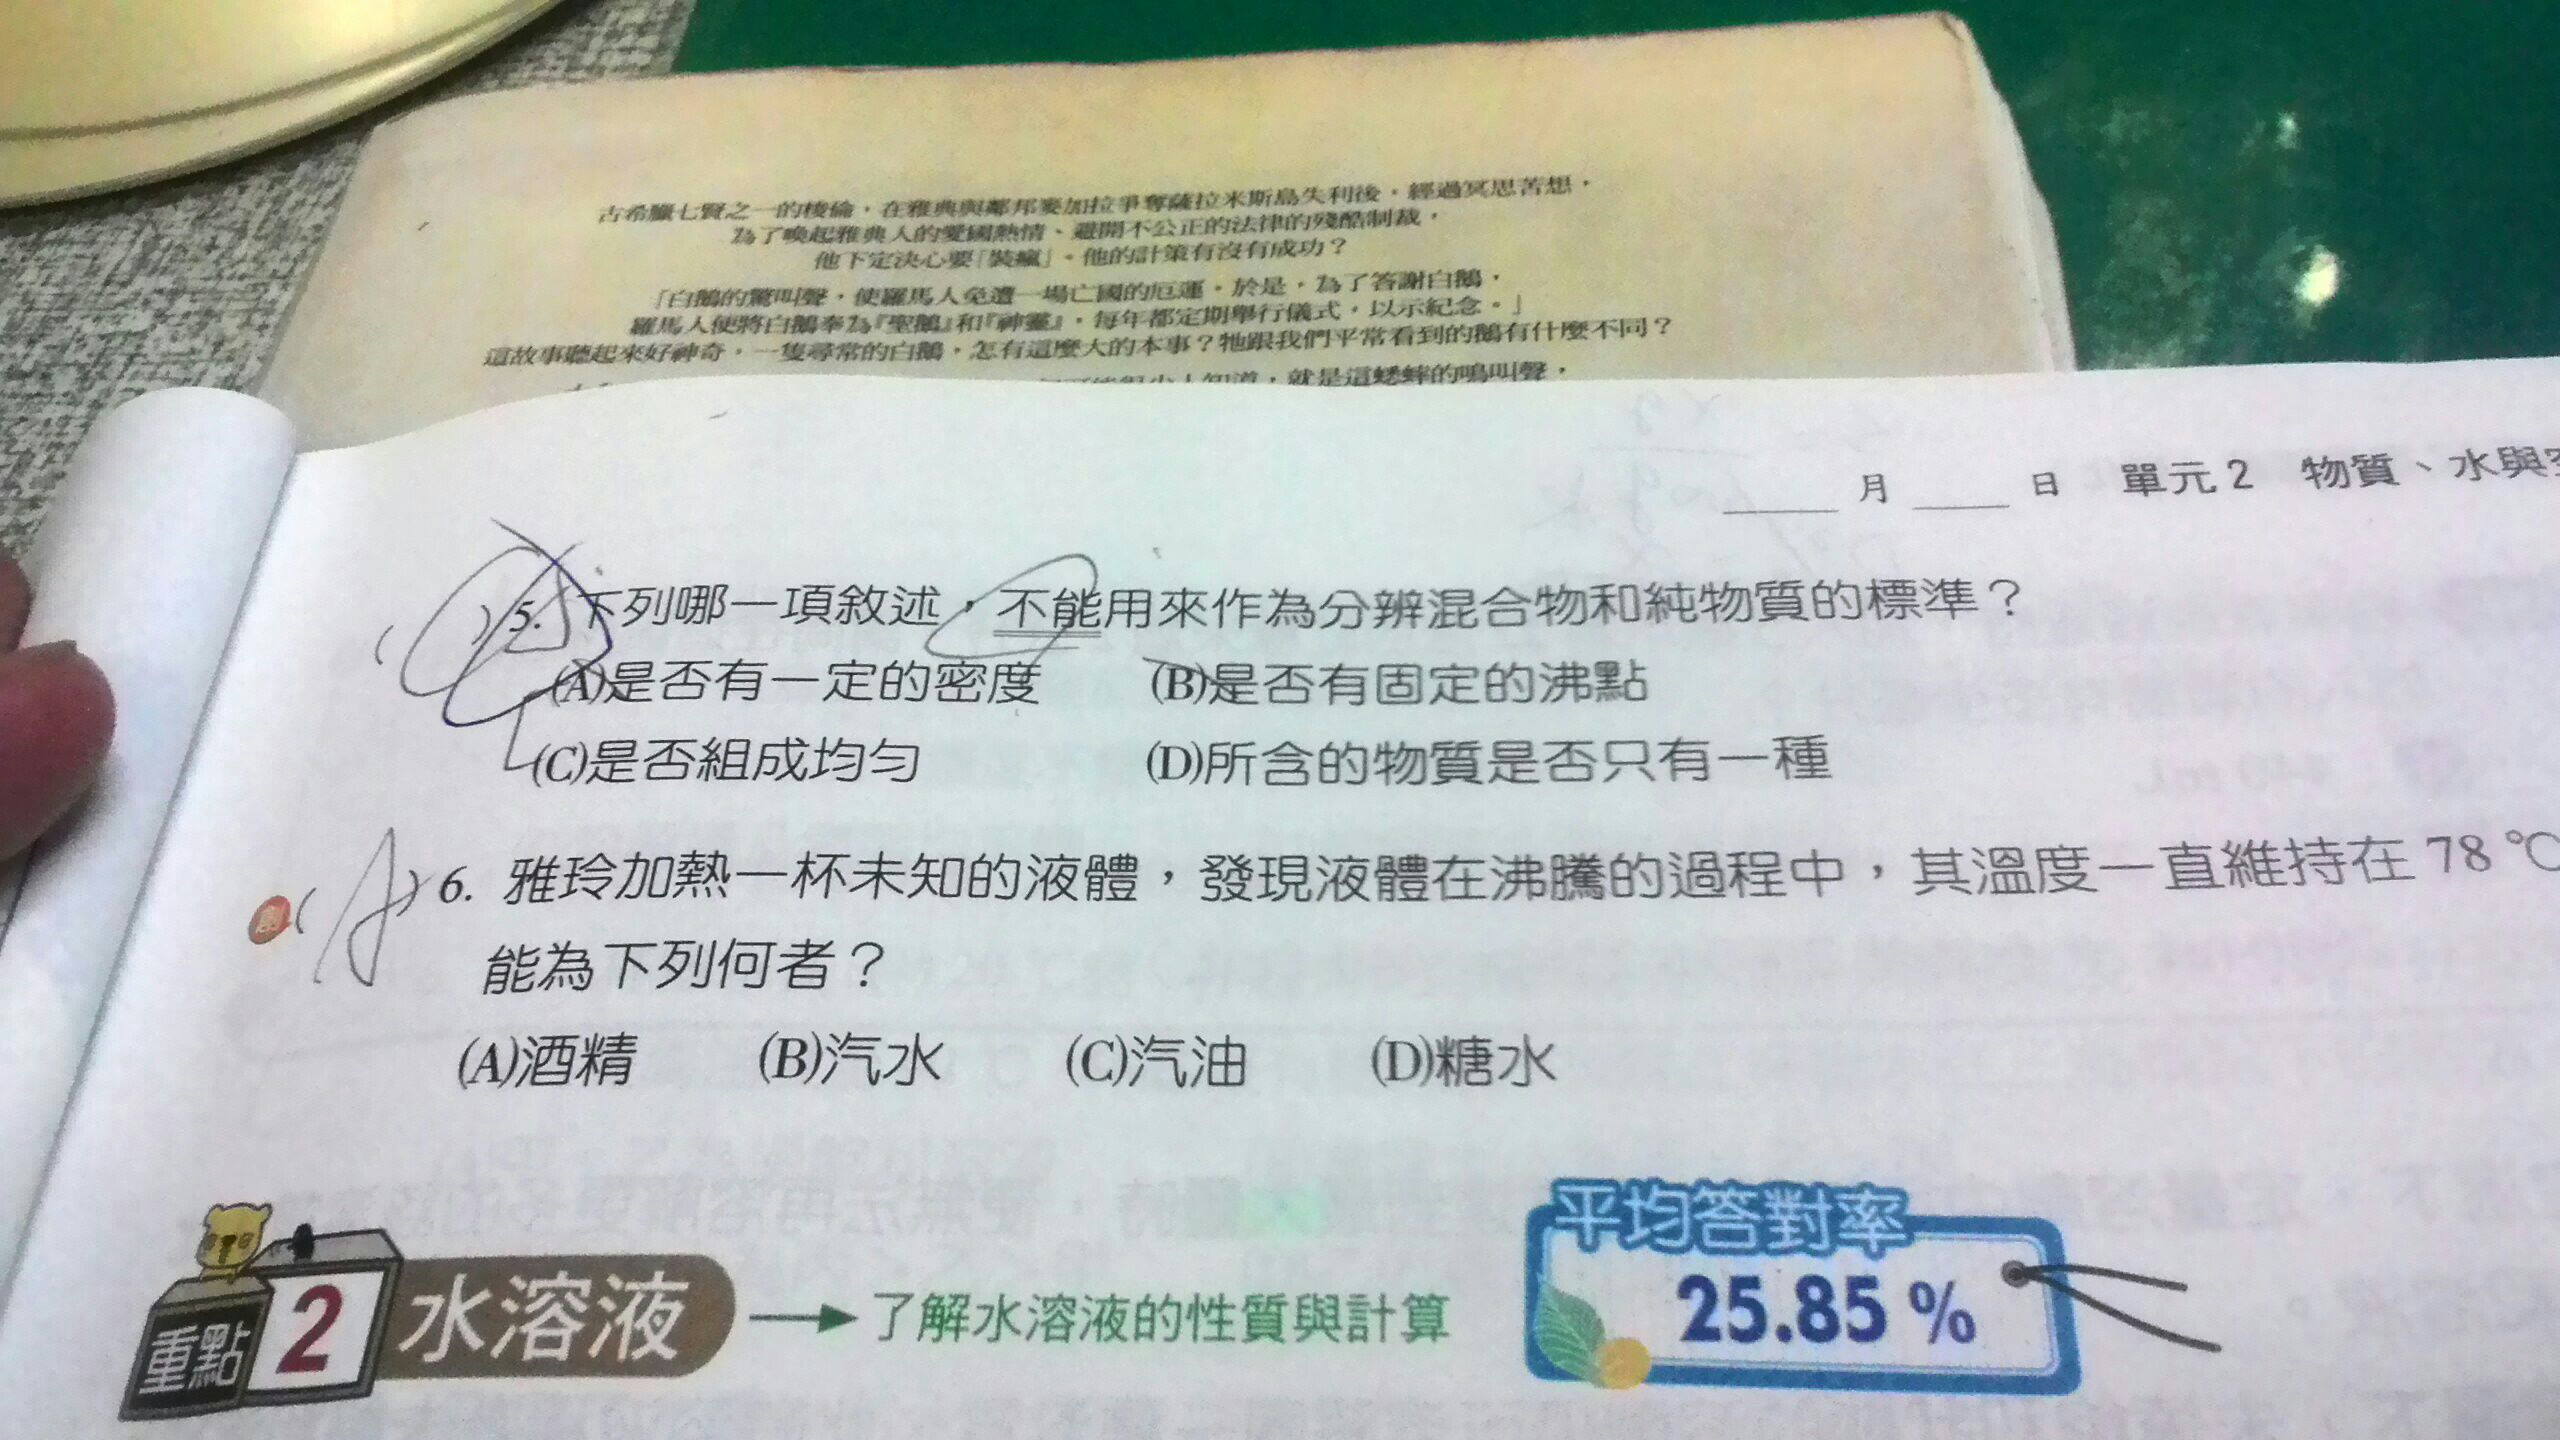 古希臘七賢之一的梭倫，在雅典與鄰邦麥加拉爭奪薩拉米斯島失利後，經過冥思苦想，
為了喚起雅典人的愛國熱情、避開不公正的法律的殘酷制裁，
他下定決心要「裝瘋」。他的計策有沒有成功？
「白鵝的驚叫聲，使羅馬人免遭一場亡國的厄運。於是，為了答謝白鵝，
羅馬人便將白鵝奉為『聖鵝』和『神靈』，每年都定期舉行儀式，以示紀念。」
這故事聽起來好神奇，一隻尋常的白鵝，怎有這麼大的本事？牠跟我們平常看到的鵝有什麼不同？
知道，就是這蟋蟀的鳴叫聲，
月 日 單元2 物質、水與
( )5. 下列哪一項敘述，不能用來作為分辨混合物和純物質的標準？
(A)是否有一定的密度 (B)是否有固定的沸點
(C)是否組成均勻 (D)所含的物質是否只有一種
創(A)6. 雅玲加熱一杯未知的液體，發現液體在沸騰的過程中，其溫度一直維持在78℃
能為下列何者？
(A)酒精 (B)汽水 (C)汽油 (D)糖水
重點 2 水溶液 → 了解水溶液的性質與計算
平均答對率
25.85 %